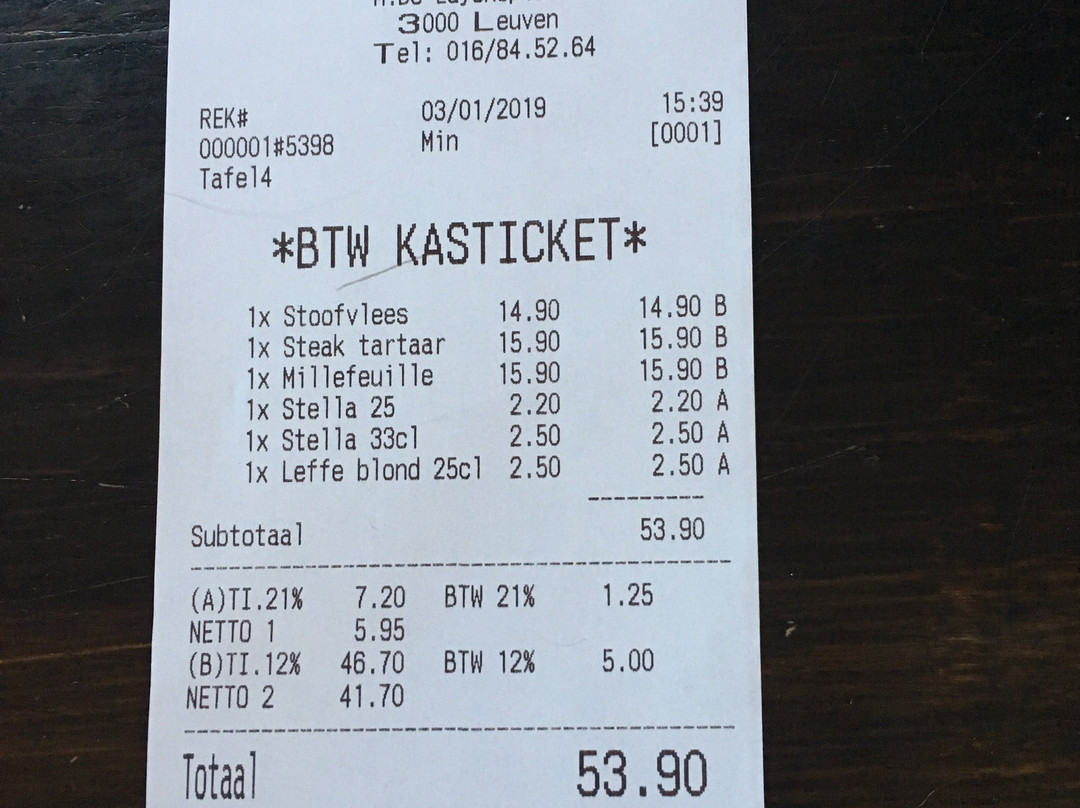 3000 Leuven
Tel: 016/84.52.64
REK# 03/01/2019 15:39
000001#5398 Min [0001]
Tafel4
*BTW KASTICKET*
1x Stoofvlees 14.90 14.90 B
1x Steak tartaar 15.90 15.90 B
1x Millefeuille 15.90 15.90 B
1x Stella 25 2.20 2.20 A
1x Stella 33cl 2.50 2.50 A
1x Leffe blond 25cl 2.50 2.50 A
Subtotaal 53.90
(A)TI.21% 7.20 BTW 21% 1.25
NETTO 1 5.95
(B)TI.12% 46.70 BTW 12% 5.00
NETTO 2 41.70
Totaal 53.90